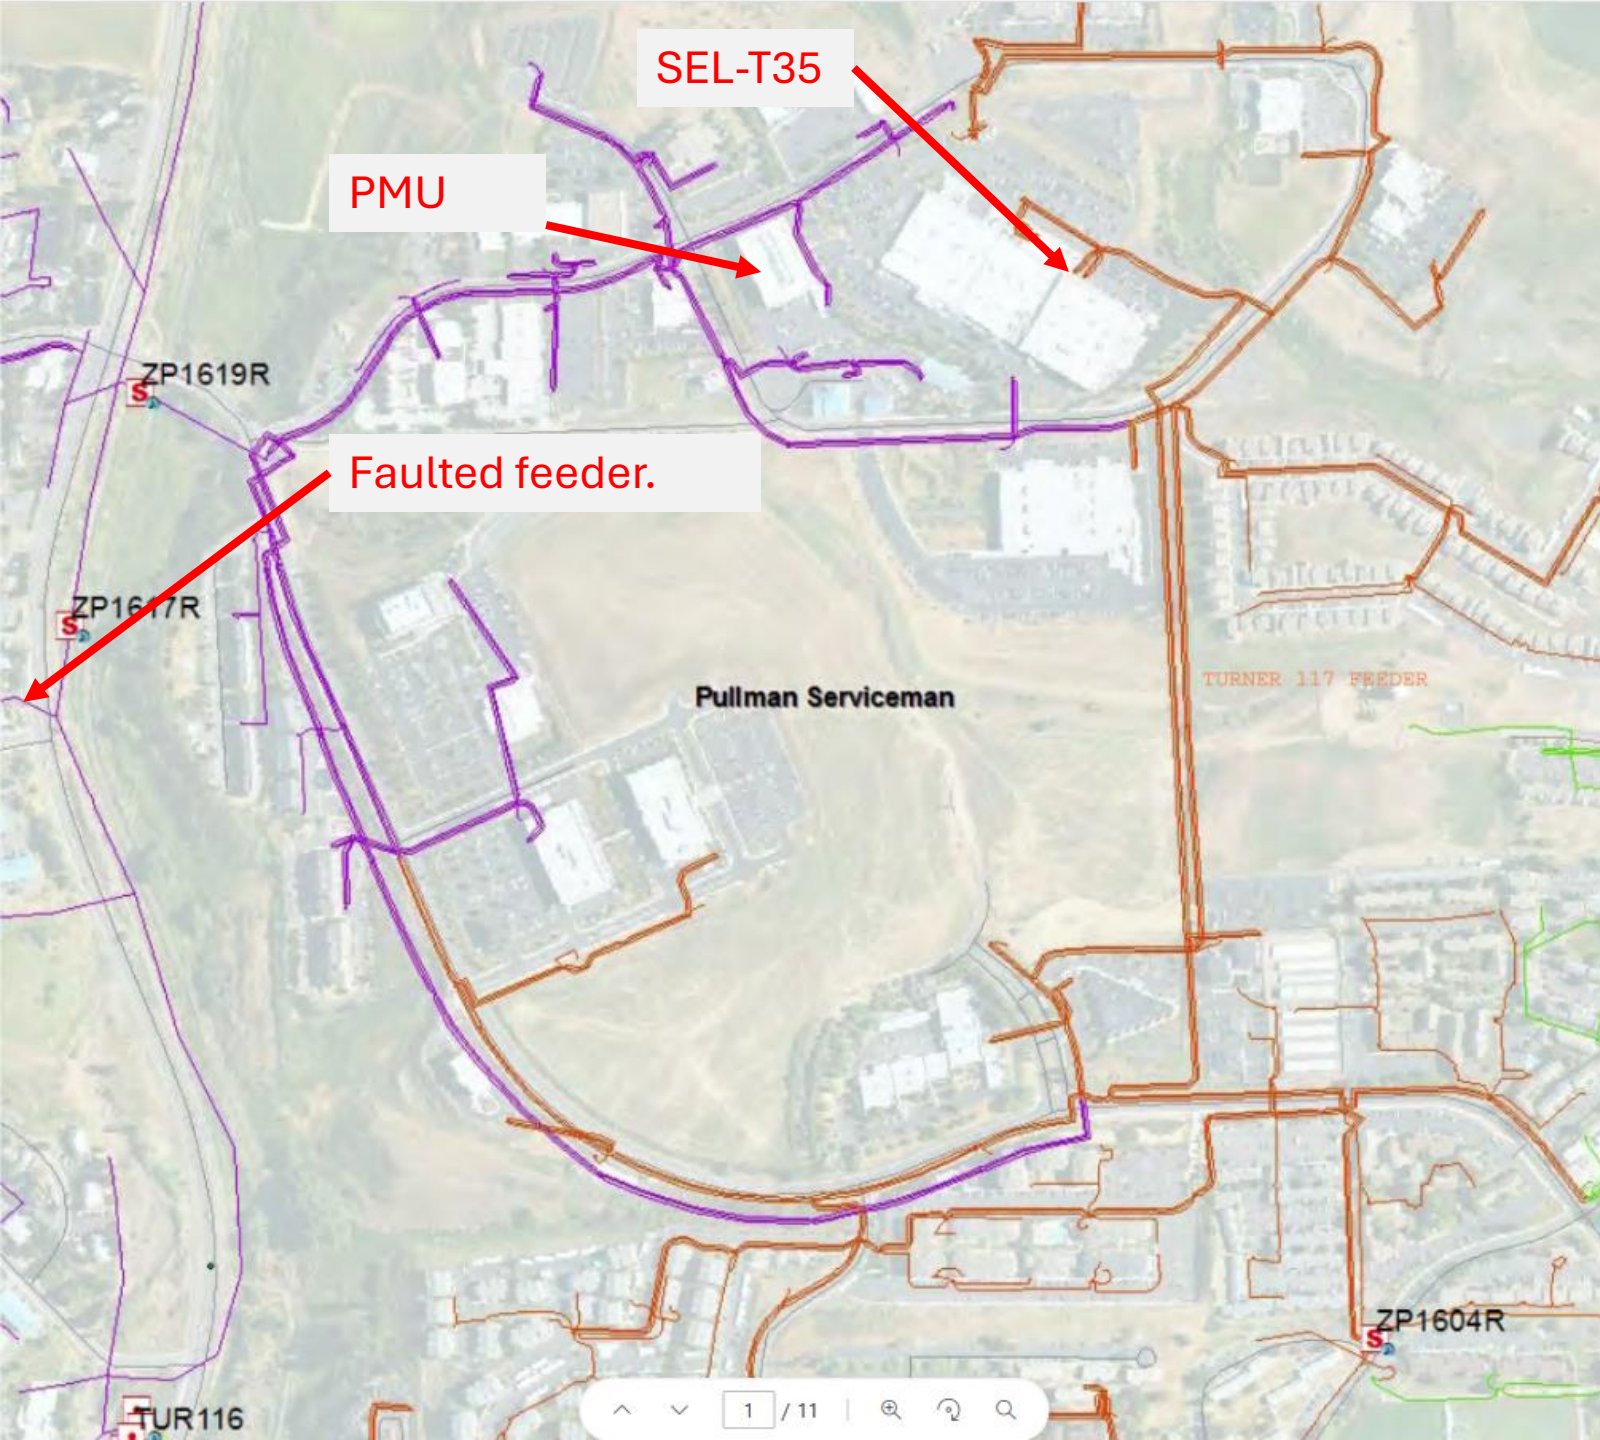 SEL-T35
PMU
ZP1619R
S
Faulted feeder.
ZP1617R
S
TURNER 117 FEEDER
Pullman Serviceman
ZP1604R
S
1 / 11
TUR116